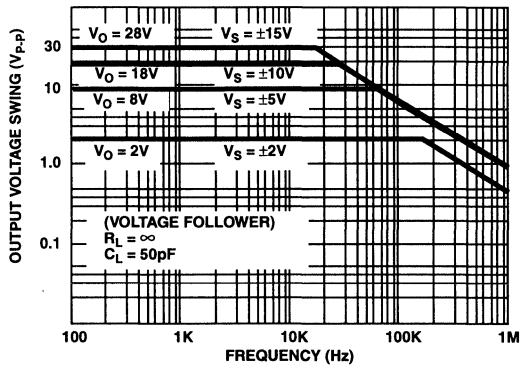 OUTPUT VOLTAGE SWING (VP-P)
30
10
1.0
0.1
VO = 28V VS = ±15V
VO = 18V VS = ±10V
VO = 8V VS = ±5V
VO = 2V VS = ±2V
(VOLTAGE FOLLOWER)
RL = ∞
CL = 50pF
100 1K 10K 100K 1M
FREQUENCY (Hz)